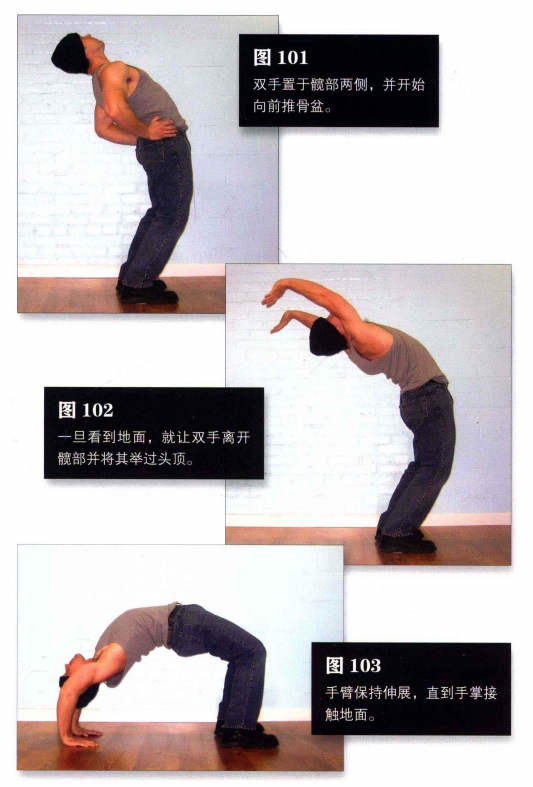 图 101
双手置于髋部两侧，并开始
向前推骨盆。
图 102
一旦看到地面，就让双手离开
髋部并将其举过头顶。
图 103
手臂保持伸展，直到手掌接
触地面。